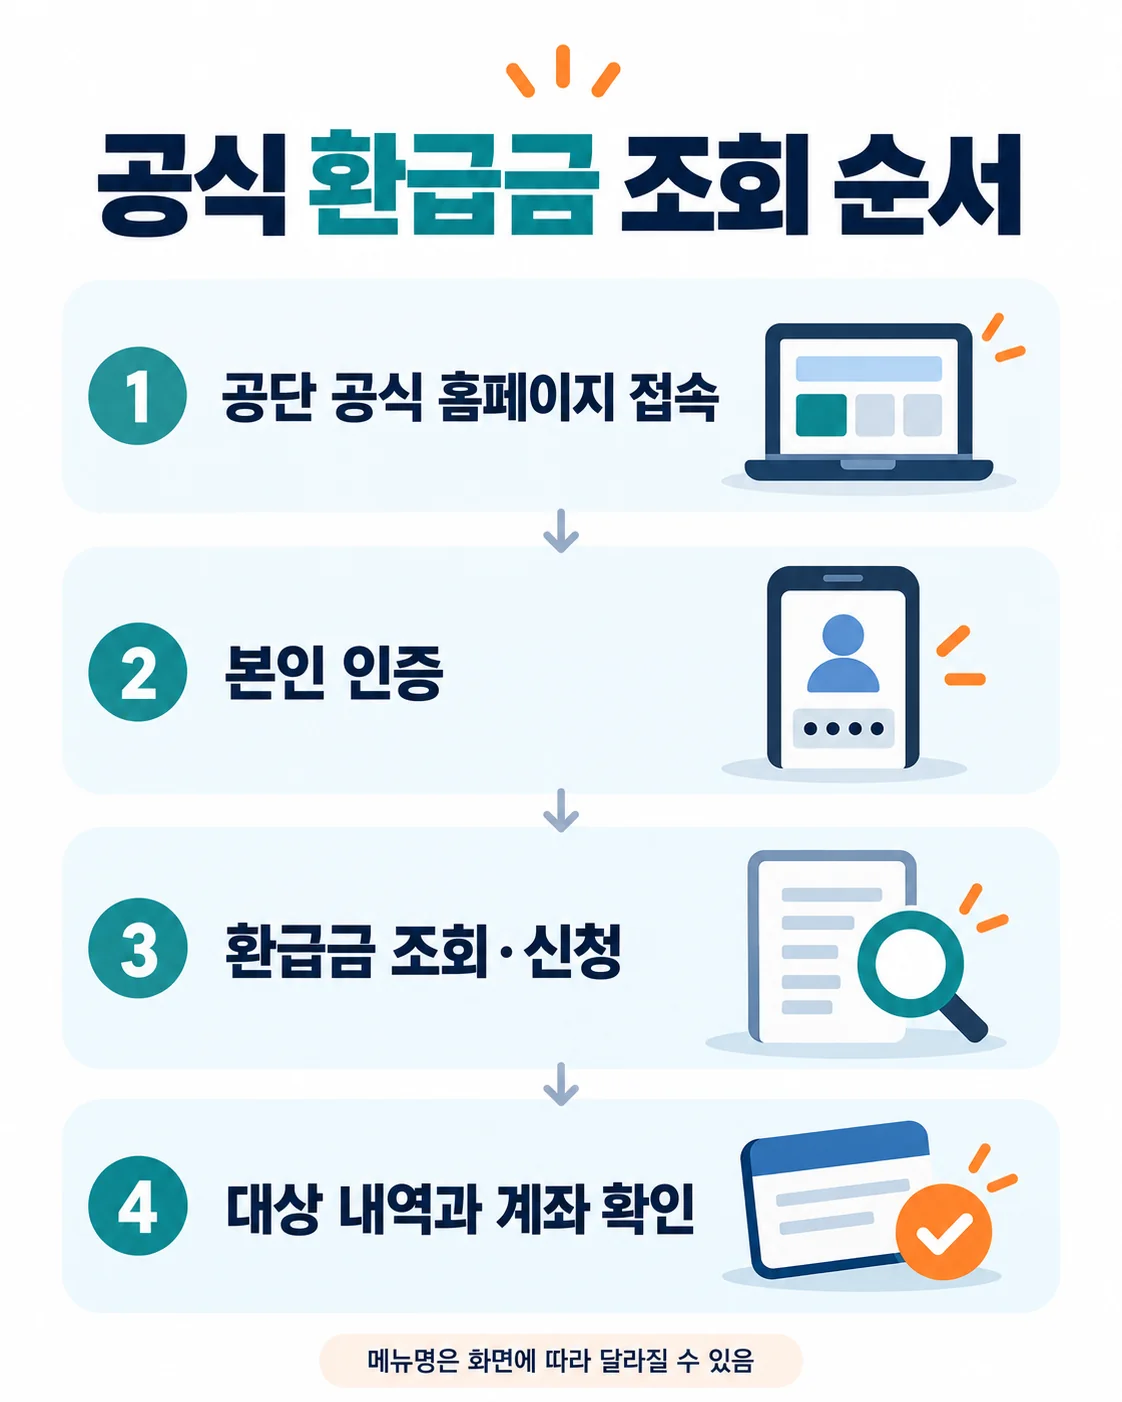 공식 환급금 조회 순서
1 공단 공식 홈페이지 접속
2 본인 인증
3 환급금 조회·신청
4 대상 내역과 계좌 확인
메뉴명은 화면에 따라 달라질 수 있음